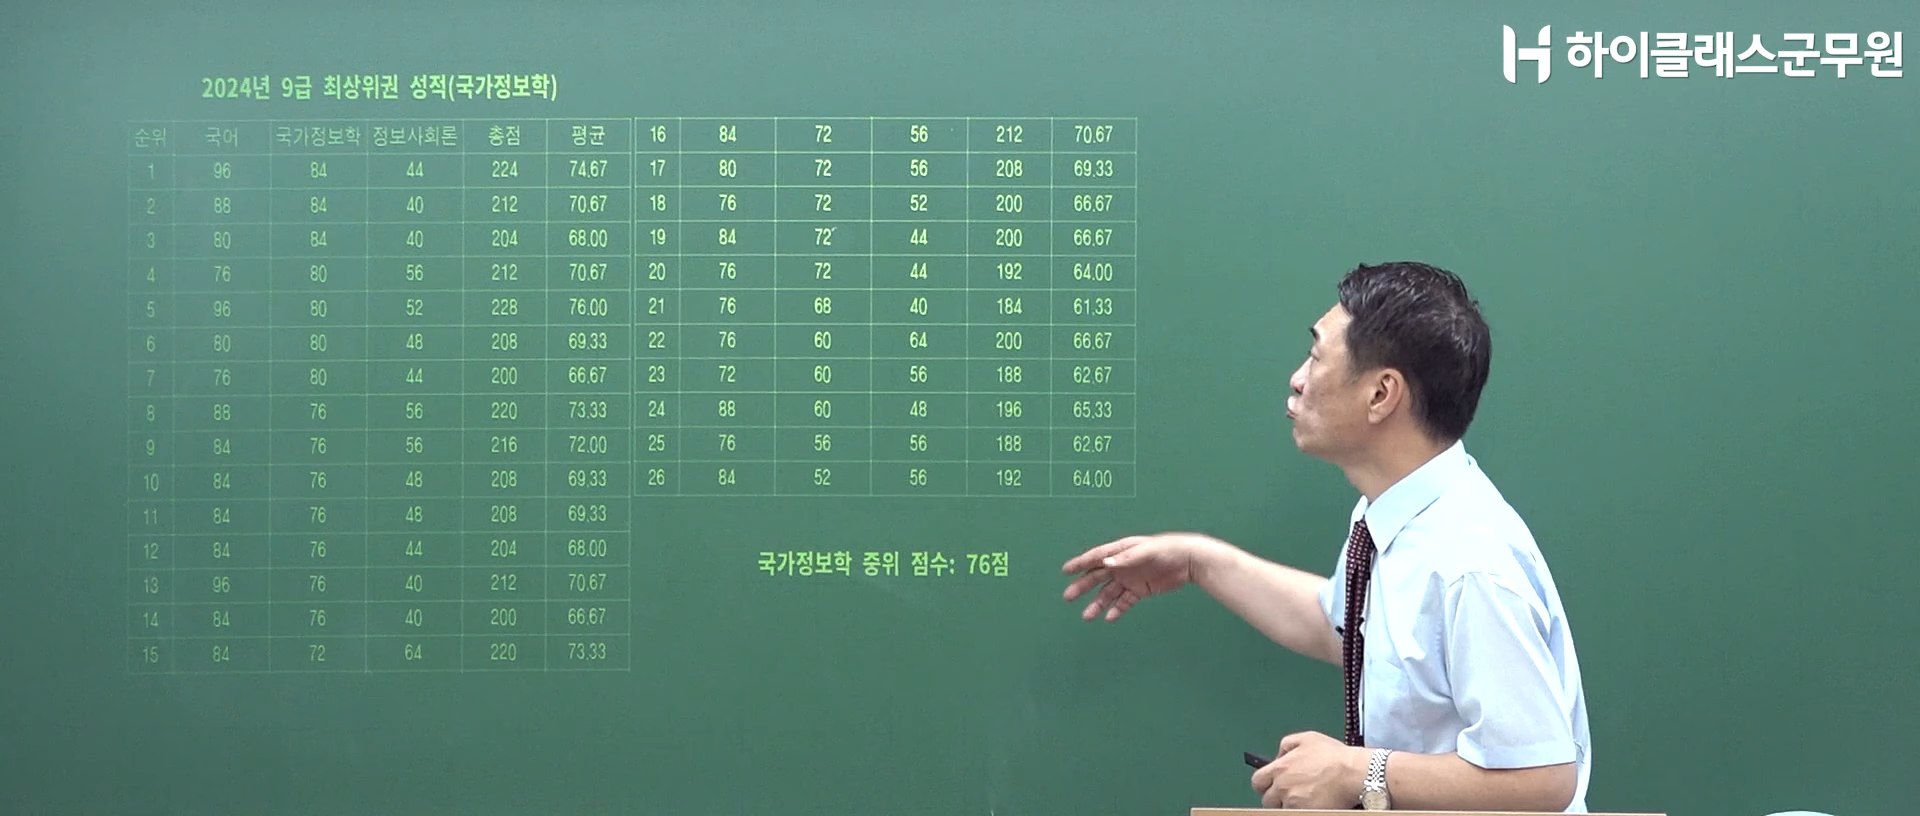 하이클래스군무원
2024년 9급 최상위권 성적(국가정보학)
순위 국어 국가정보학 정보사회론 총점 평균
1 96 84 44 224 74.67
2 88 84 40 212 70.67
3 80 84 40 204 68.00
4 76 80 56 212 70.67
5 96 80 52 228 76.00
6 80 80 48 208 69.33
7 76 80 44 200 66.67
8 88 76 56 220 73.33
9 84 76 56 216 72.00
10 84 76 48 208 69.33
11 84 76 48 208 69.33
12 84 76 44 204 68.00
13 96 76 40 212 70.67
14 84 76 40 200 66.67
15 84 72 64 220 73.33
16 84 72 56 212 70.67
17 80 72 56 208 69.33
18 76 72 52 200 66.67
19 84 72 44 200 66.67
20 76 72 44 192 64.00
21 76 68 40 184 61.33
22 76 60 64 200 66.67
23 72 60 56 188 62.67
24 88 60 48 196 65.33
25 76 56 56 188 62.67
26 84 52 56 192 64.00
국가정보학 중위 점수: 76점